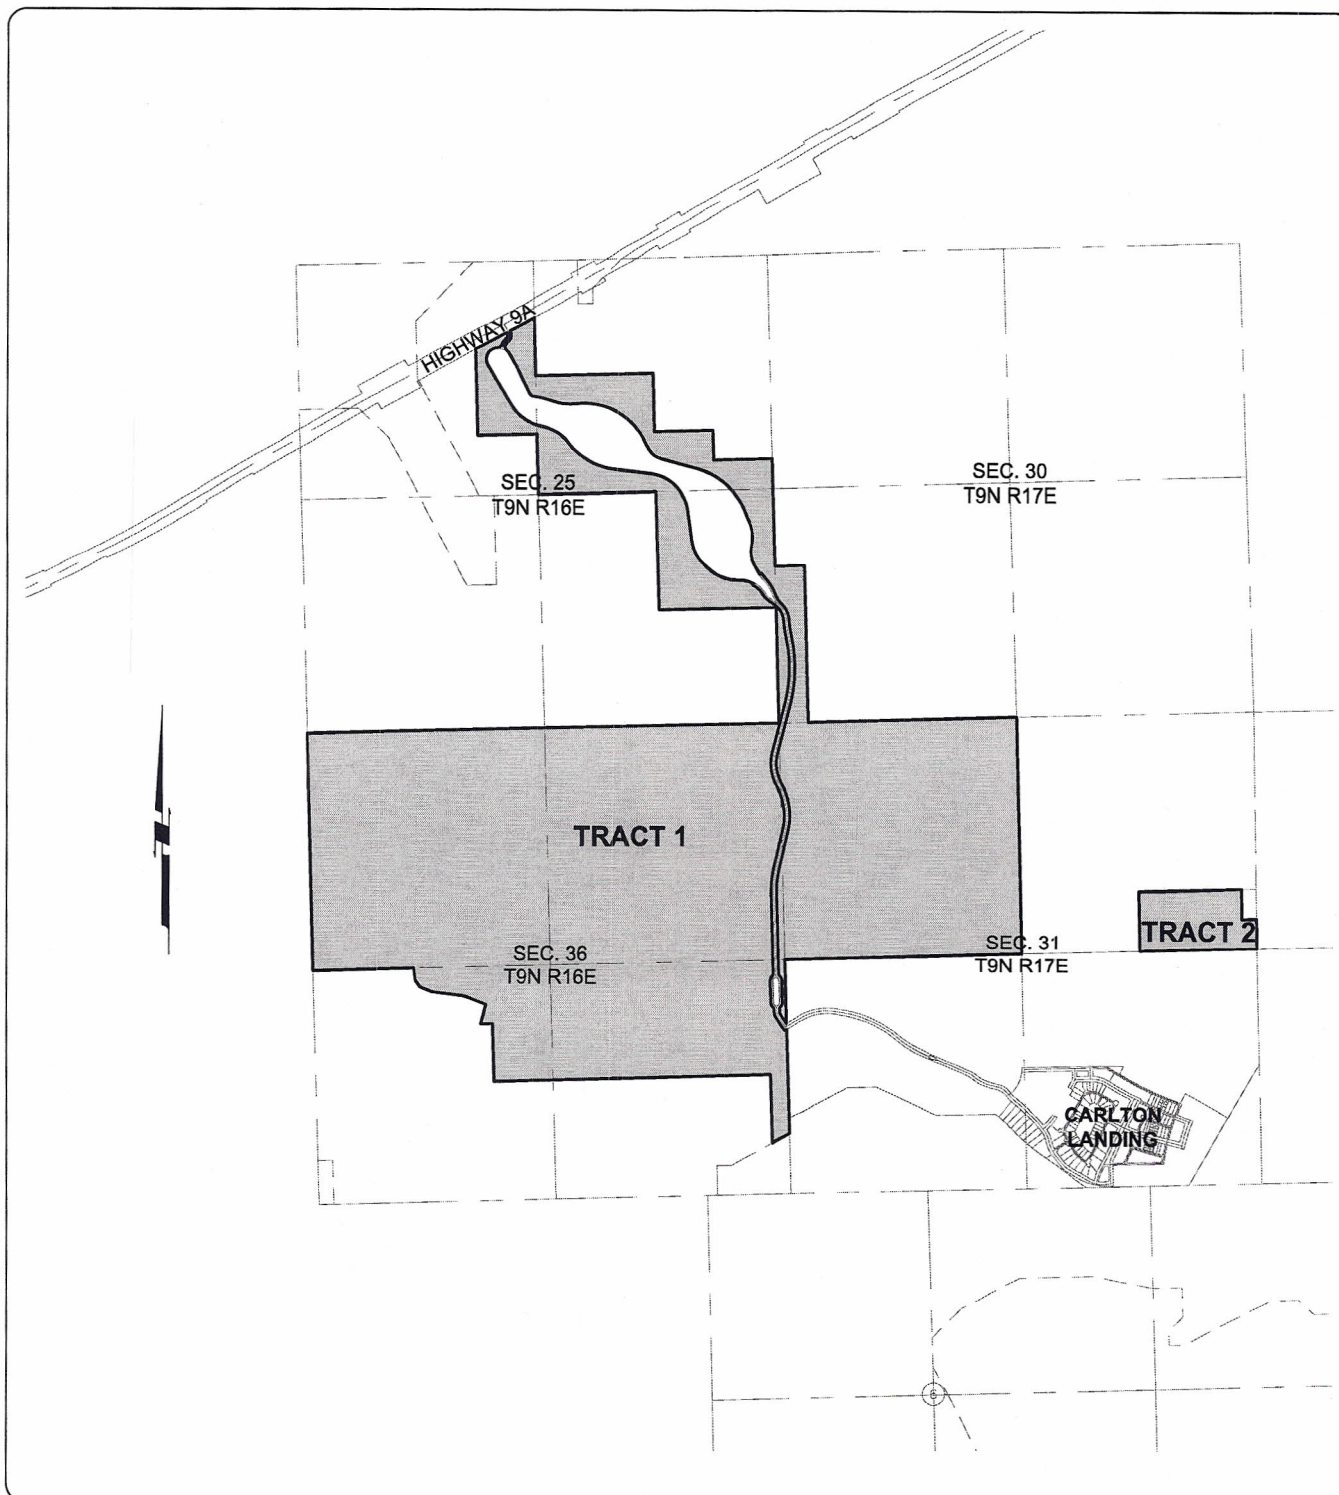 HIGHWAY 9A
SEC. 25
T9N R16E
SEC. 30
T9N R17E
TRACT 1
TRACT 2
SEC. 36
T9N R16E
SEC. 31
T9N R17E
CARLTON
LANDING
6